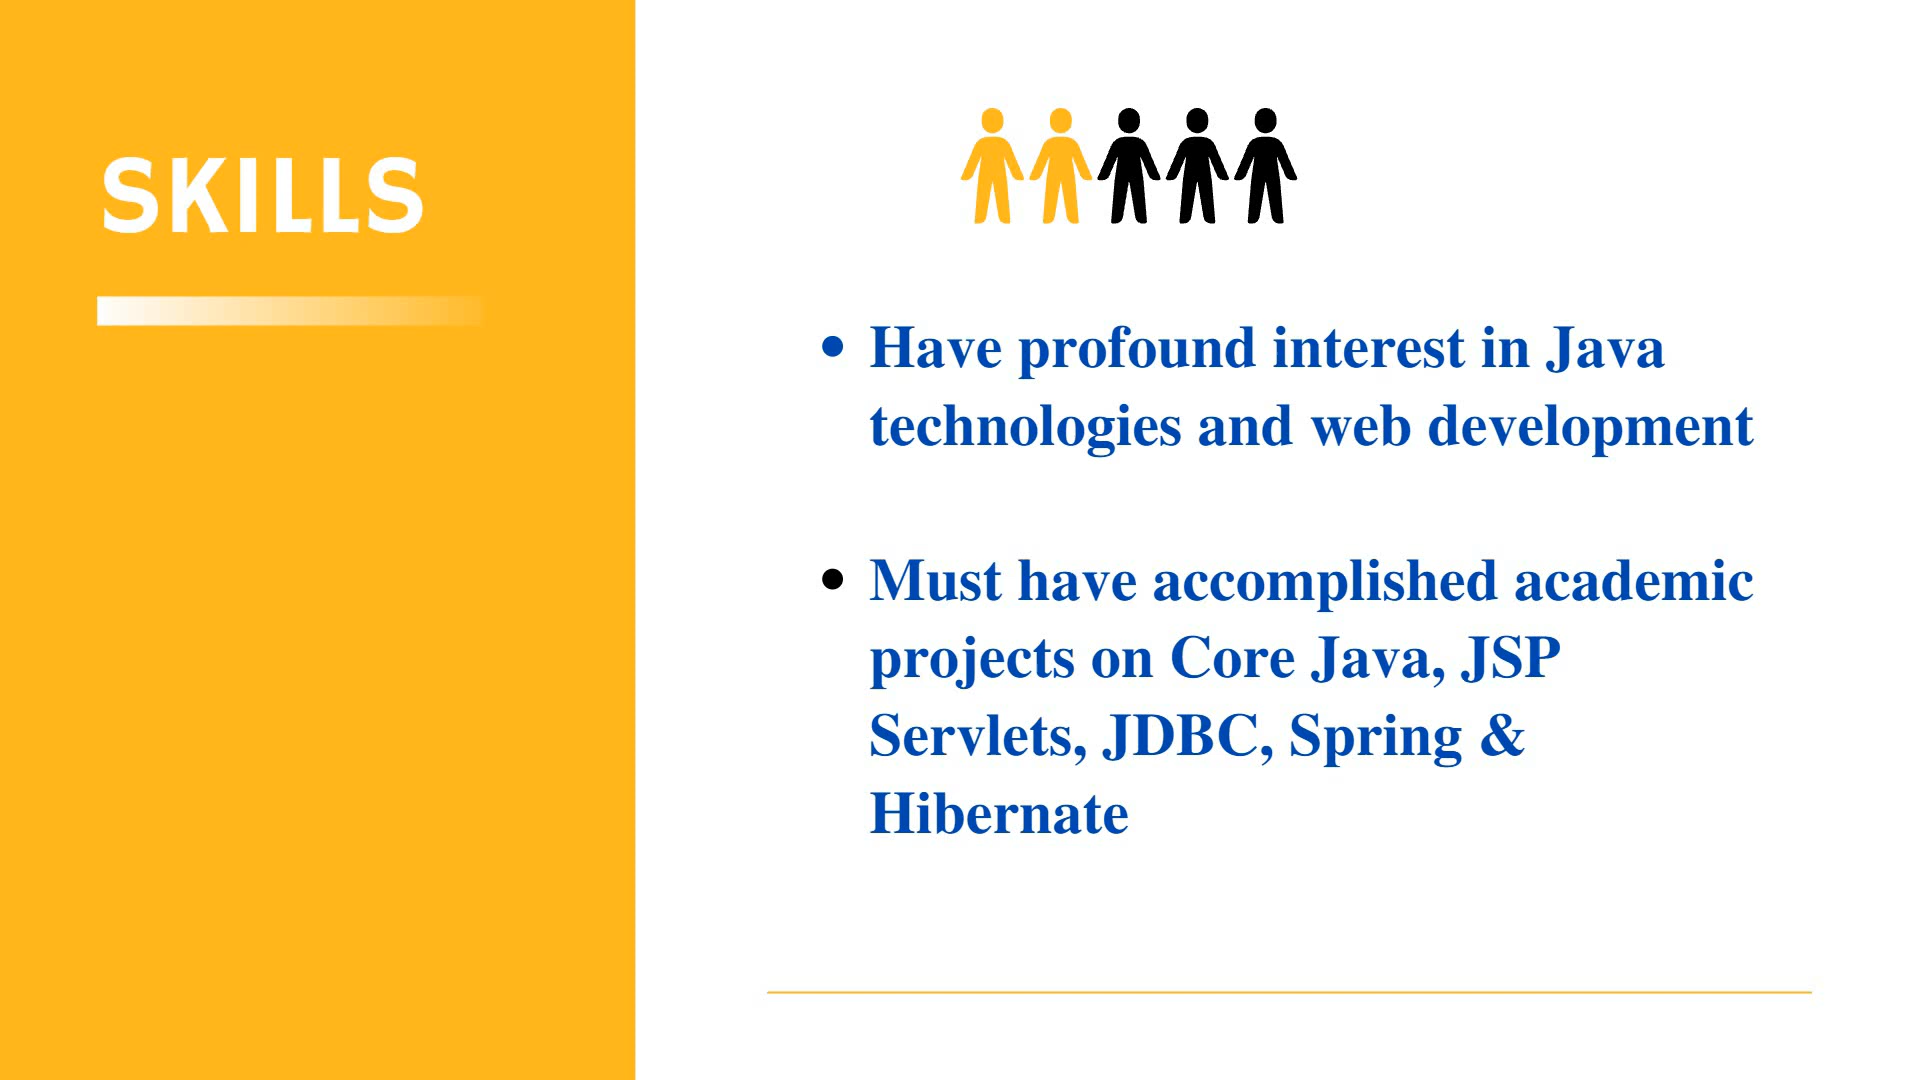 SKILLS
• Have profound interest in Java
technologies and web development
• Must have accomplished academic
projects on Core Java, JSP
Servlets, JDBC, Spring &
Hibernate